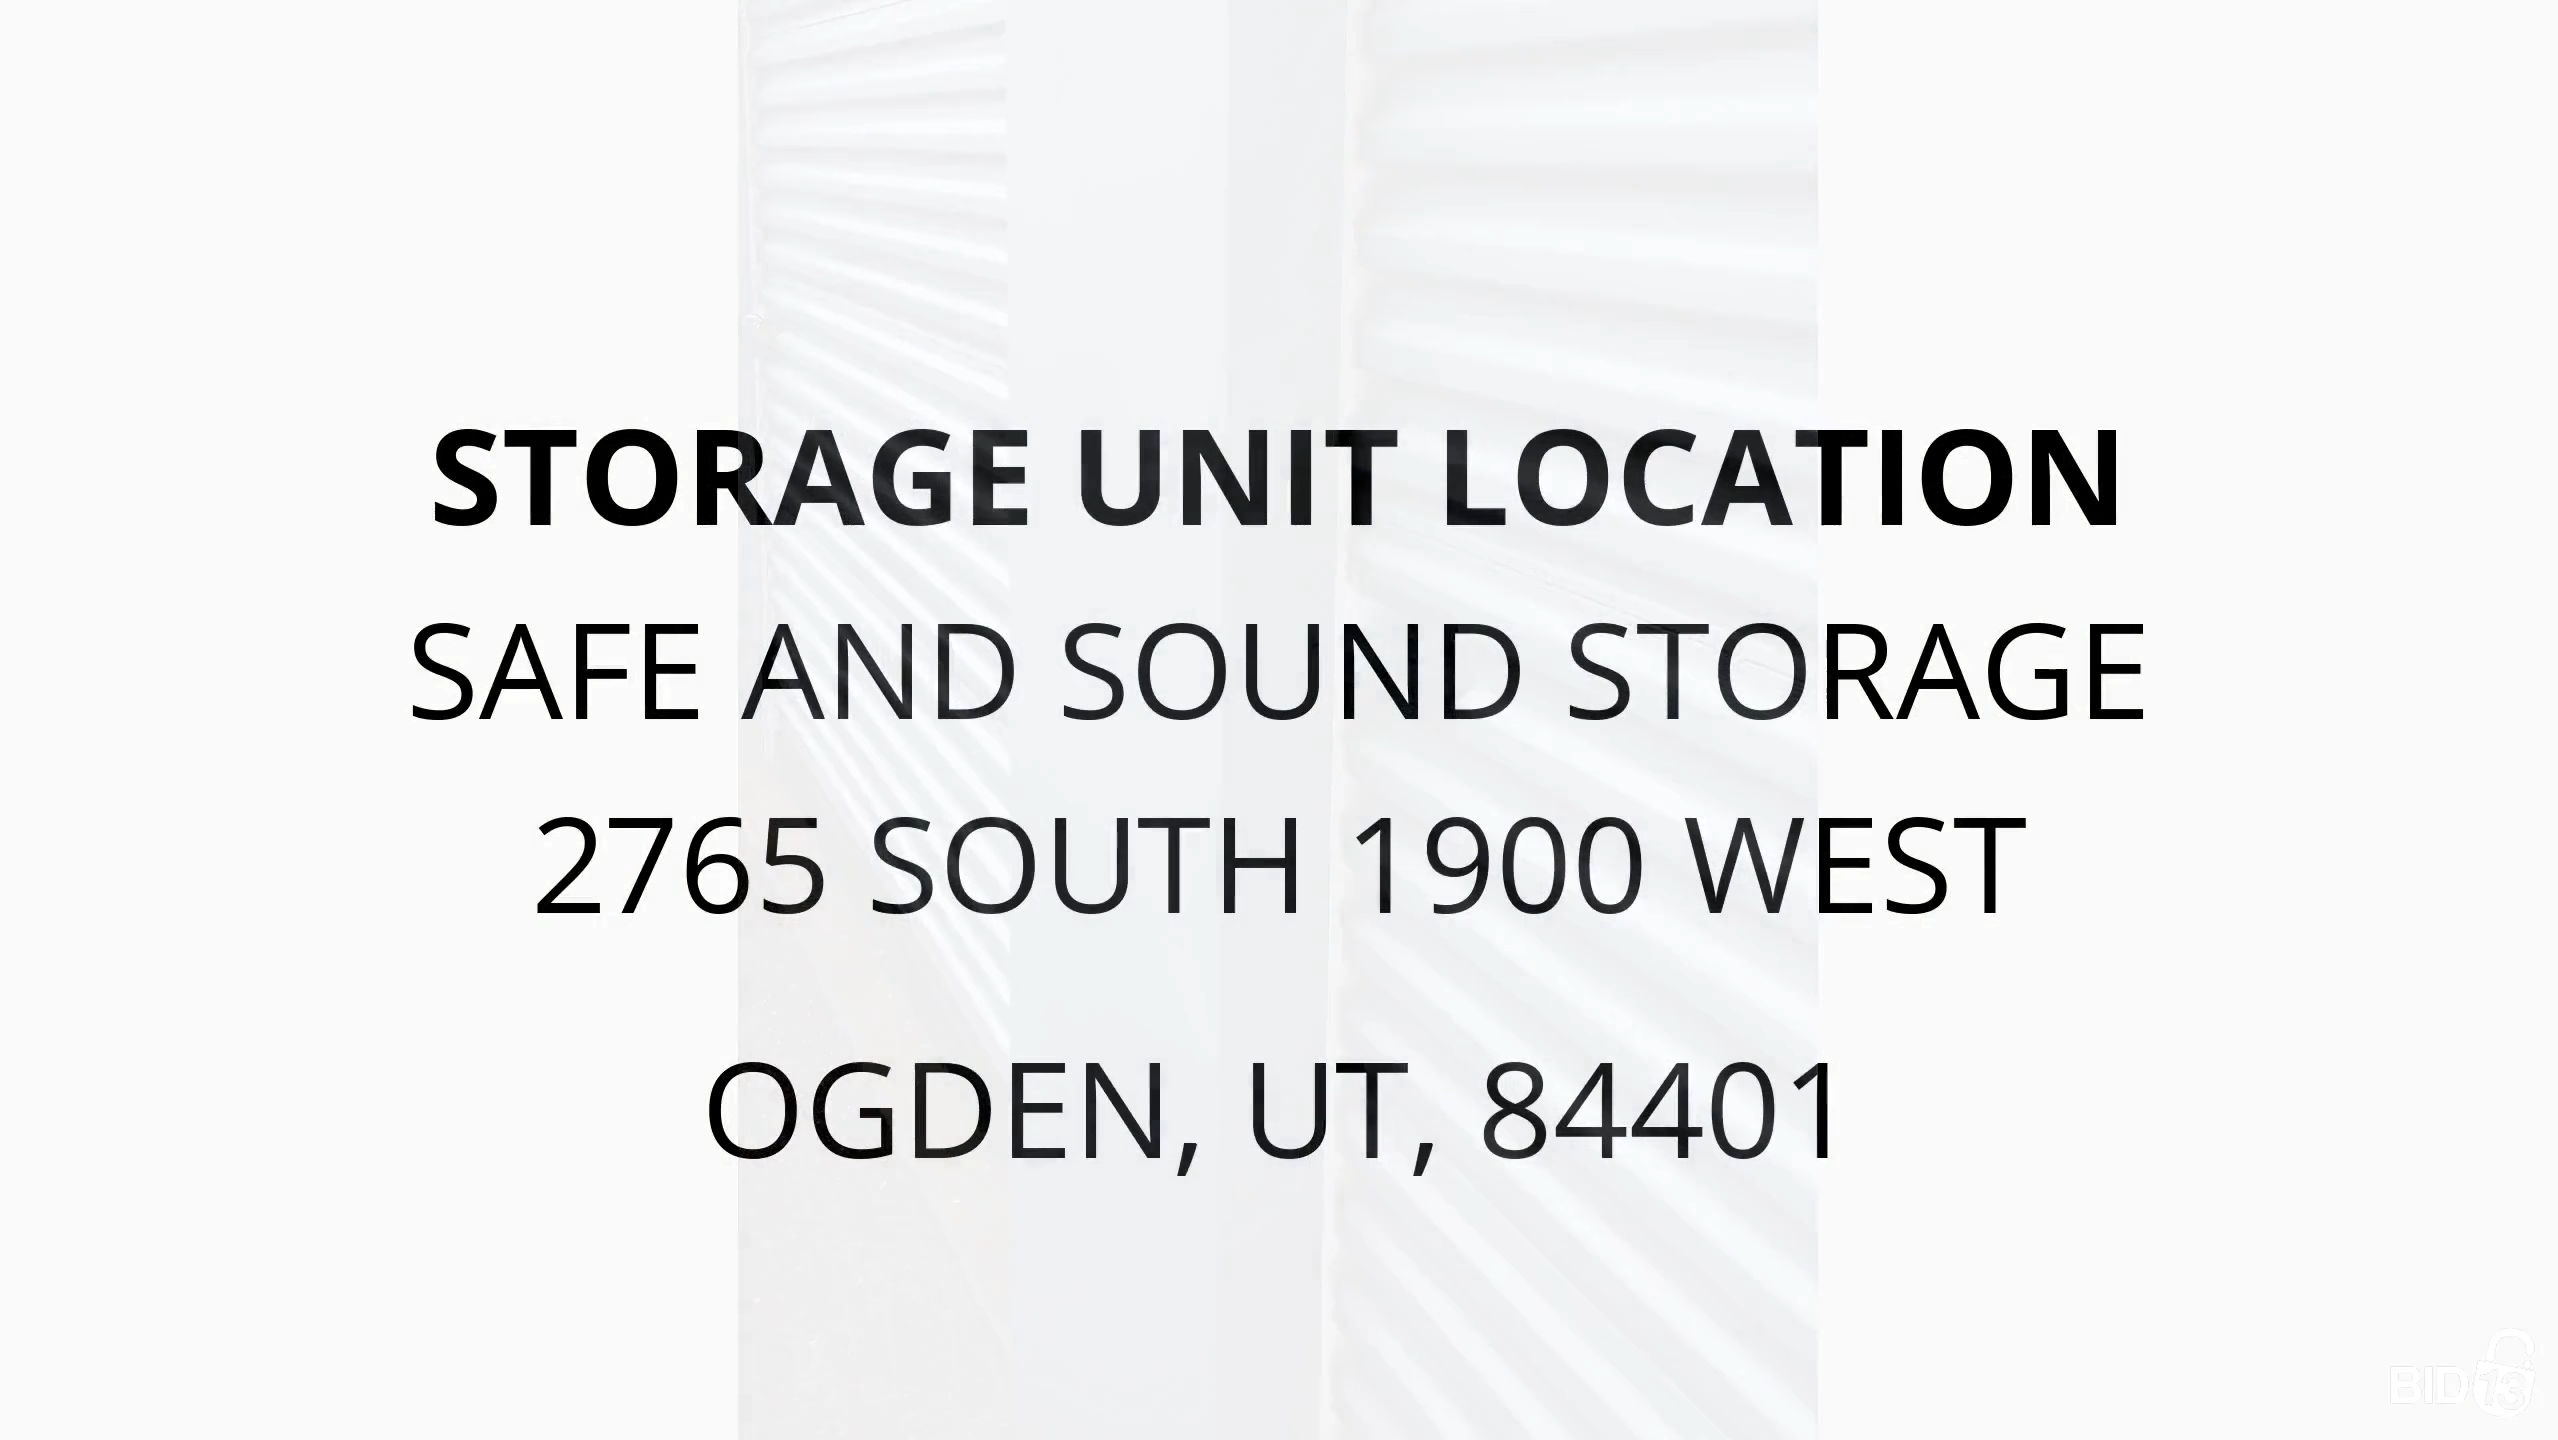 STORAGE UNIT LOCATION
SAFE AND SOUND STORAGE
2765 SOUTH 1900 WEST
OGDEN, UT, 84401
BID13